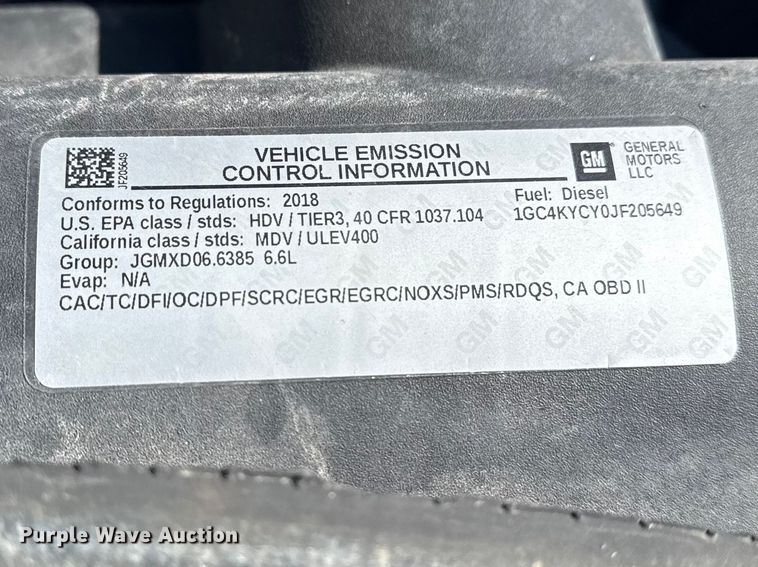 JF205649
VEHICLE EMISSION
CONTROL INFORMATION
GM
GENERAL
MOTORS
LLC
Conforms to Regulations: 2018
Fuel: Diesel
U.S. EPA class / stds: HDV / TIER3, 40 CFR 1037.104
1GC4KYCY0JF205649
California class / stds: MDV / ULEV400
Group: JGMXD06.6385 6.6L
Evap: N/A
CAC/TC/DFI/OC/DPF/SCRC/EGR/EGRC/NOXS/PMS/RDQS, CA OBD II
Purple Wave Auction